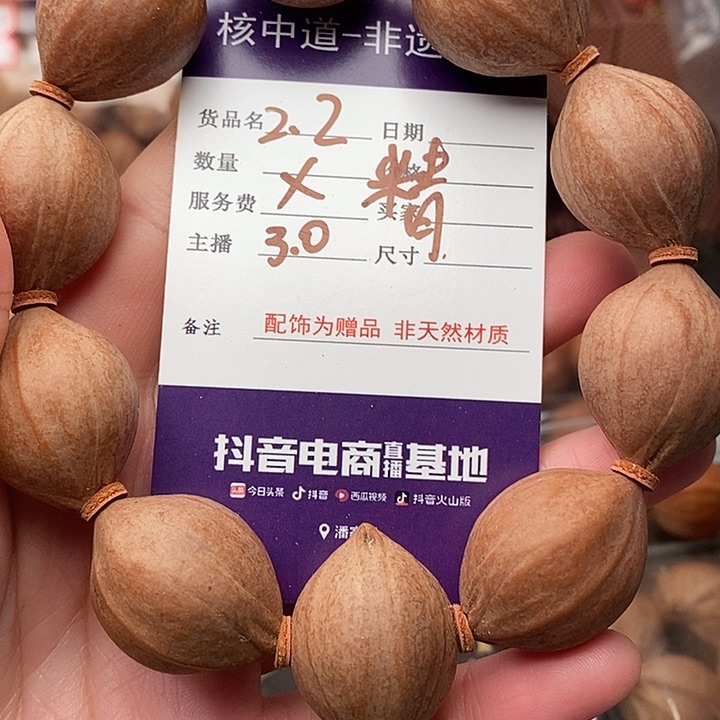 核中道-非遗
货品名 2.2 日期
数量 × 精
服务费
主播 3.0 尺寸
备注 配饰为赠品 非天然材质
抖音电商直播基地
今日头条 抖音 西瓜视频 抖音火山版
潘家